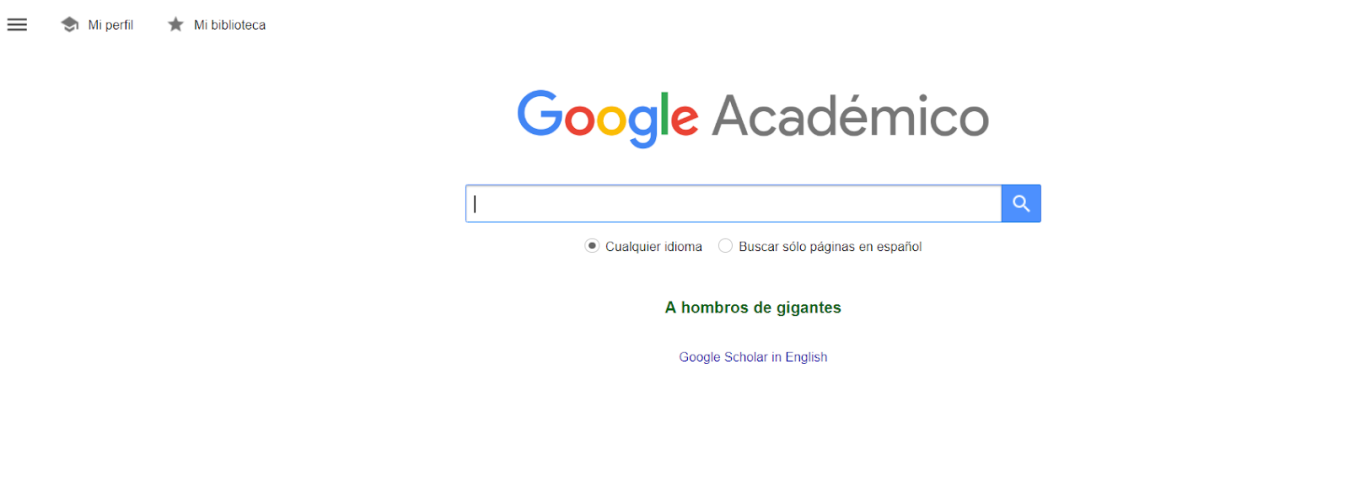 Mi perfil Mi biblioteca
Google Académico
Cualquier idioma Buscar sólo páginas en español
A hombros de gigantes
Google Scholar in English